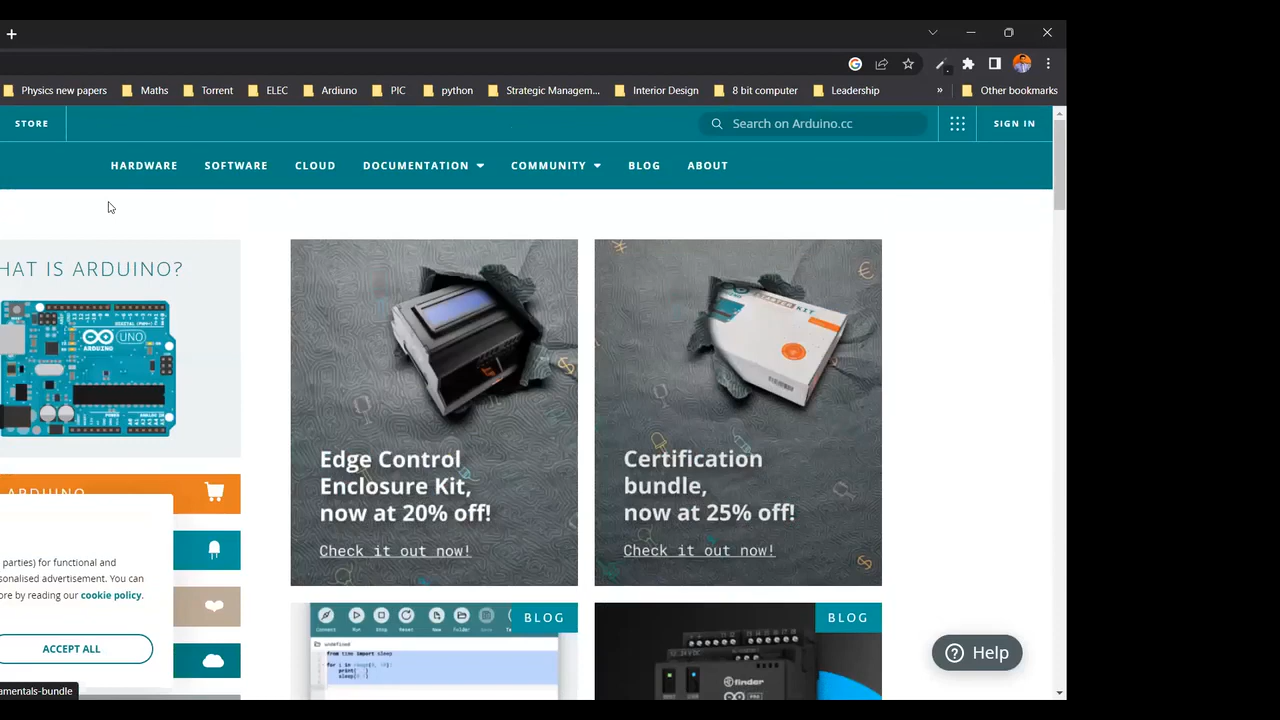 Physics new papers
Maths
Torrent
ELEC
Ardiuno
PIC
python
Strategic Managem...
Interior Design
8 bit computer
Leadership
»
Other bookmarks
STORE
Search on Arduino.cc
SIGN IN
HARDWARE
SOFTWARE
CLOUD
DOCUMENTATION
COMMUNITY
BLOG
ABOUT
HAT IS ARDUINO?
ARDUINO
UNO
Edge Control
Enclosure Kit,
now at 20% off!
Check it out now!
Certification
bundle,
now at 25% off!
Check it out now!
ARDUINO
parties) for functional and
sonalised advertisement. You can
ore by reading our cookie policy.
ACCEPT ALL
BLOG
BLOG
finder
Help
amentals-bundle